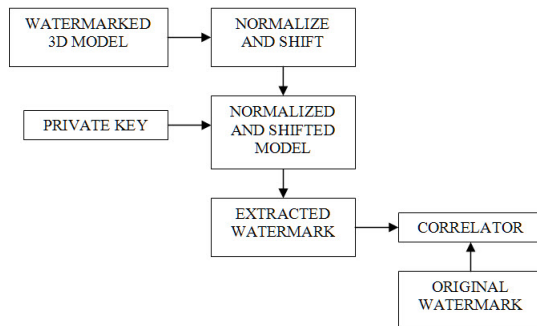 WATERMARKED
3D MODEL
NORMALIZE
AND SHIFT
PRIVATE KEY
NORMALIZED
AND SHIFTED
MODEL
EXTRACTED
WATERMARK
CORRELATOR
ORIGINAL
WATERMARK